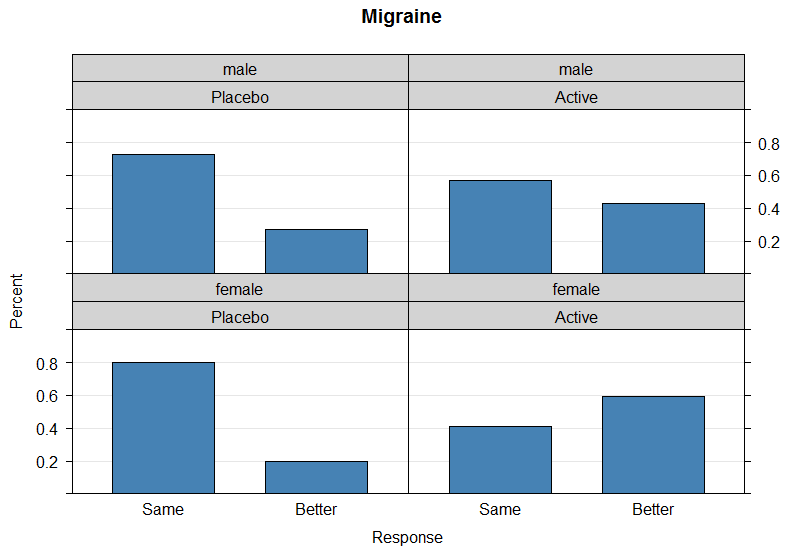 Migraine
male male
Placebo Active
0.8
0.6
0.4
0.2
female female
Placebo Active
0.8
0.6
0.4
0.2
Percent
Same Better Same Better
Response